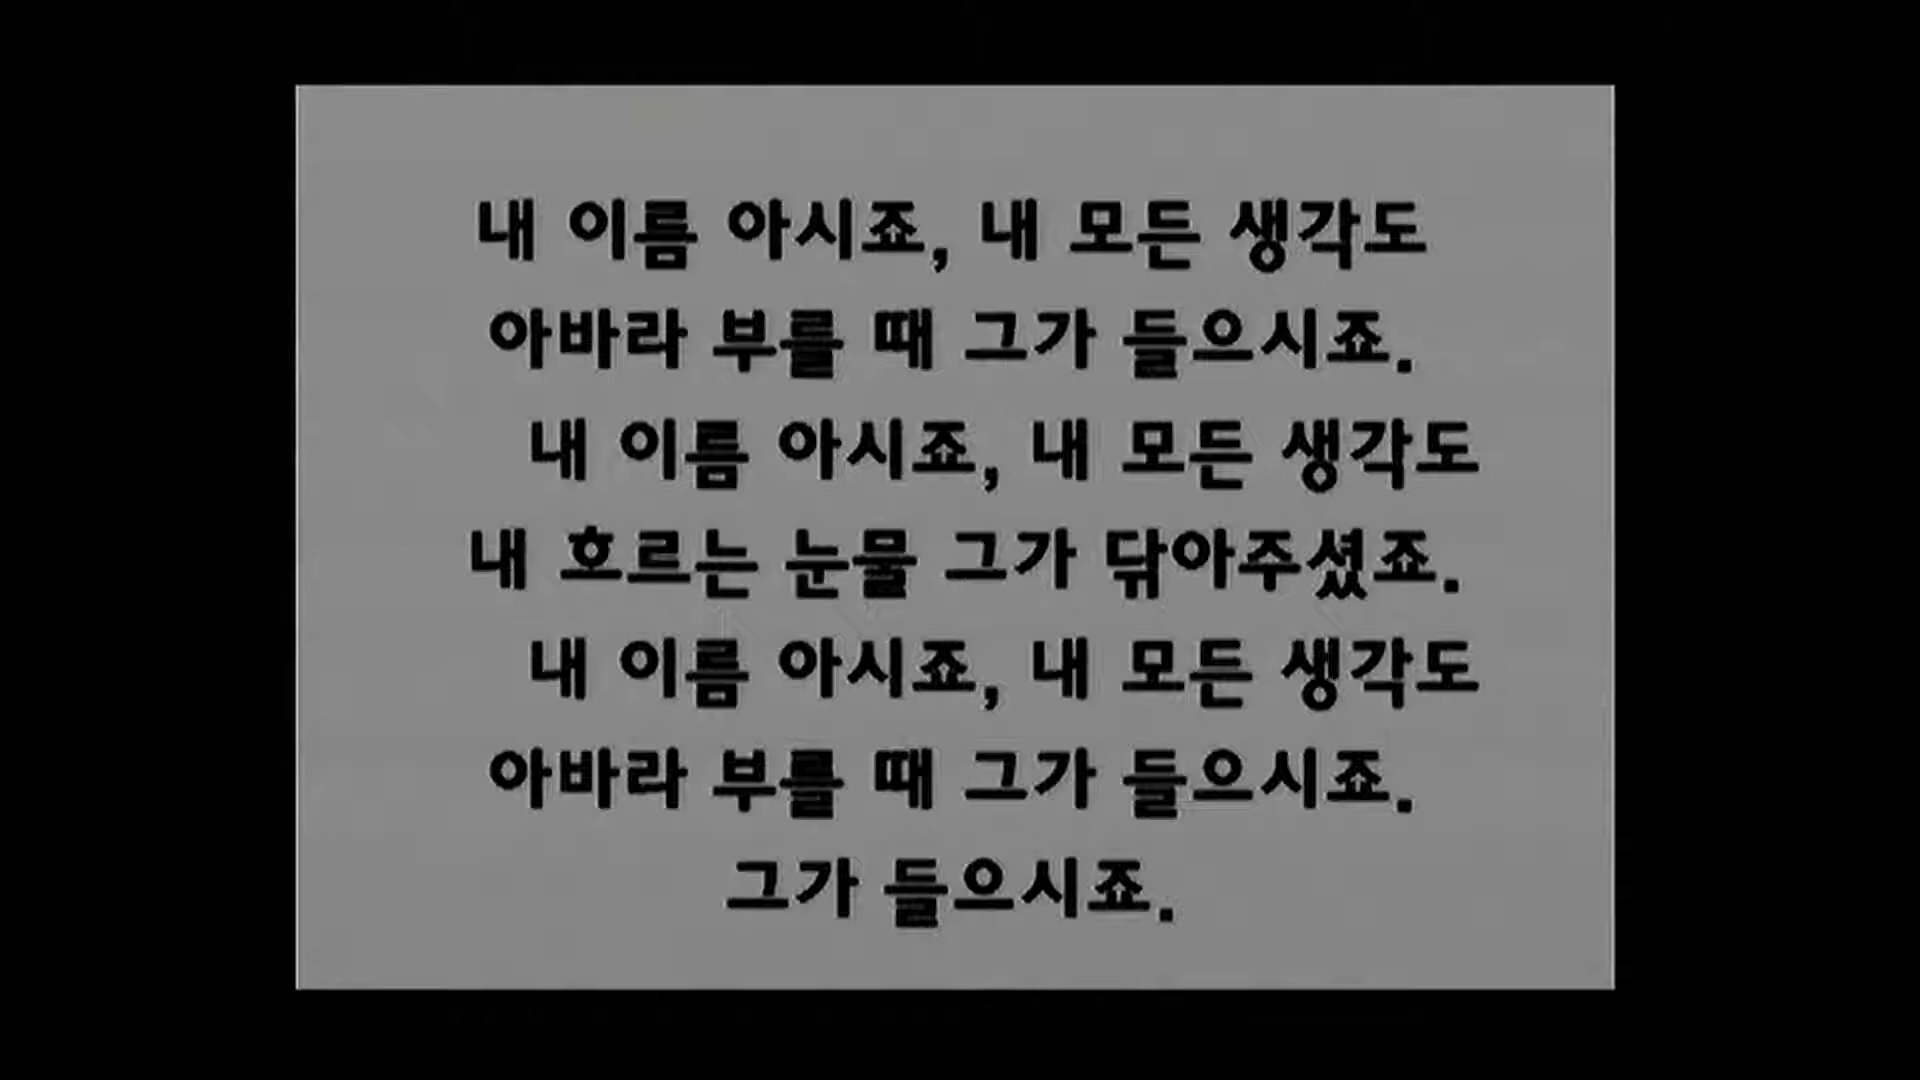 내 이름 아시죠, 내 모든 생각도
아바라 부를 때 그가 들으시죠.
내 이름 아시죠, 내 모든 생각도
내 흐르는 눈물 그가 닦아주셨죠.
내 이름 아시죠, 내 모든 생각도
아바라 부를 때 그가 들으시죠.
그가 들으시죠.